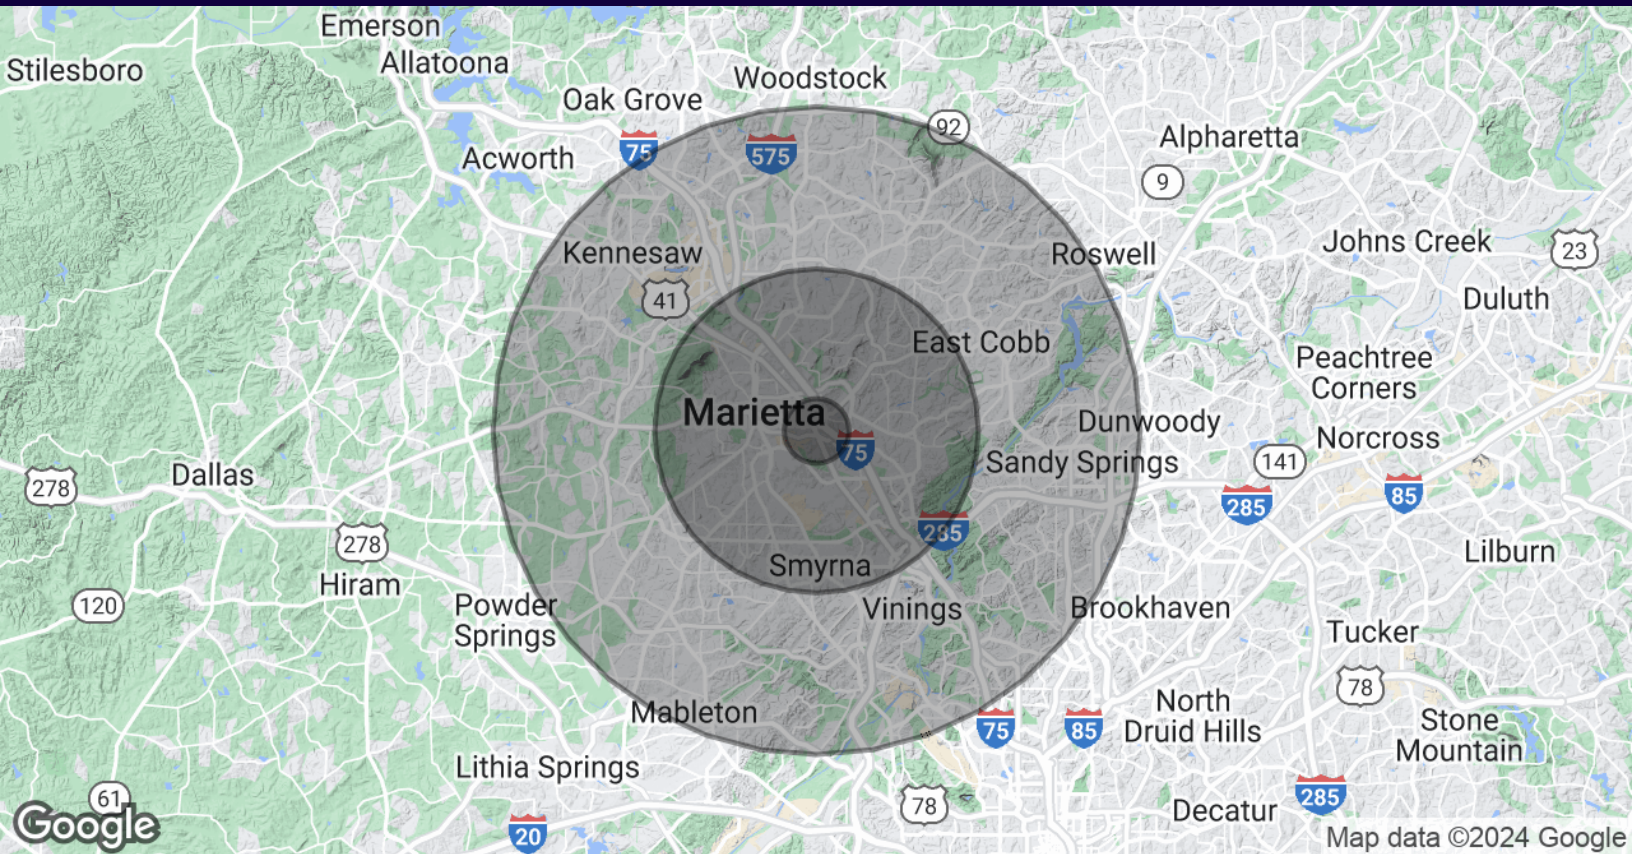 Emerson
Allatoona
Stilesboro
Woodstock
Oak Grove
92
Alpharetta
75
575
Acworth
9
Kennesaw
Roswell
Johns Creek
23
41
Duluth
East Cobb
Peachtree
Corners
Marietta
Dunwoody
Norcross
75
Sandy Springs
141
Dallas
278
85
285
285
278
Lilburn
Smyrna
Hiram
120
Powder
Springs
Vinings
Brookhaven
Tucker
78
North
Druid Hills
Mableton
75
85
Stone
Mountain
Lithia Springs
61
78
285
Decatur
Google
20
Map data ©2024 Google